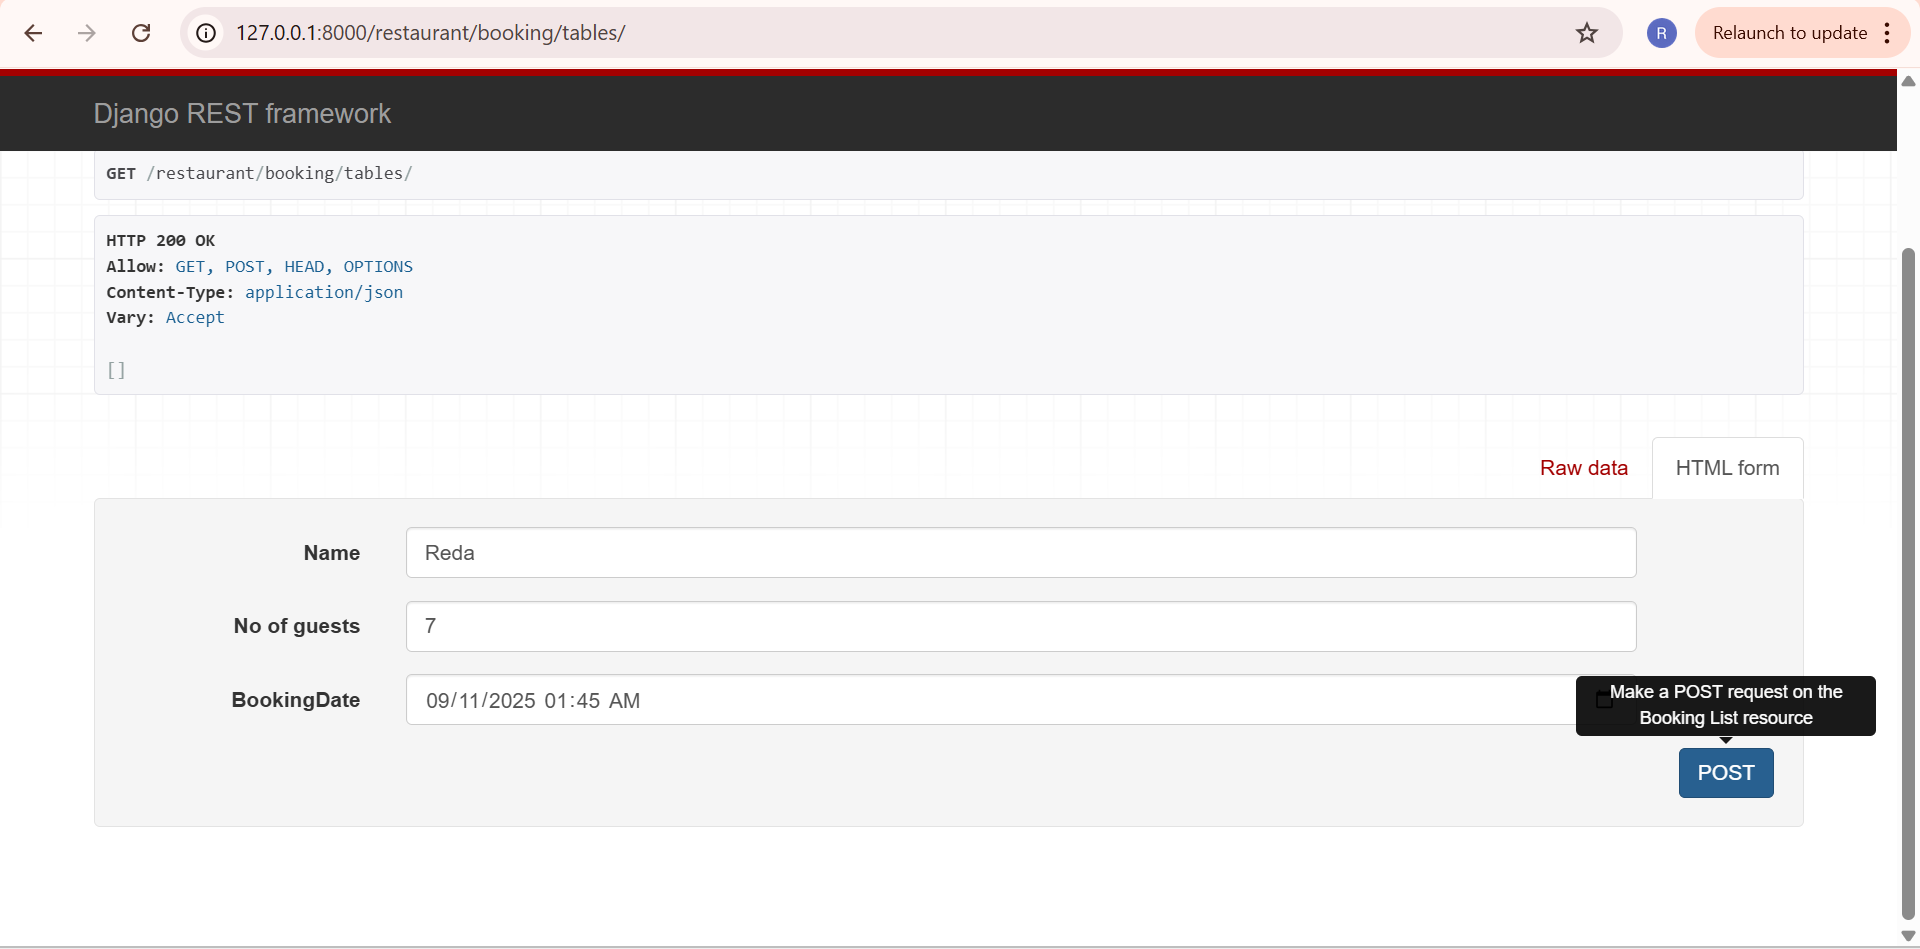 127.0.0.1:8000/restaurant/booking/tables/
R
Relaunch to update
Django REST framework
GET /restaurant/booking/tables/
HTTP 200 OK
Allow: GET, POST, HEAD, OPTIONS
Content-Type: application/json
Vary: Accept
[]
Raw data
HTML form
Name
Reda
No of guests
7
BookingDate
09/11/2025 01:45 AM
Make a POST request on the
Booking List resource
POST